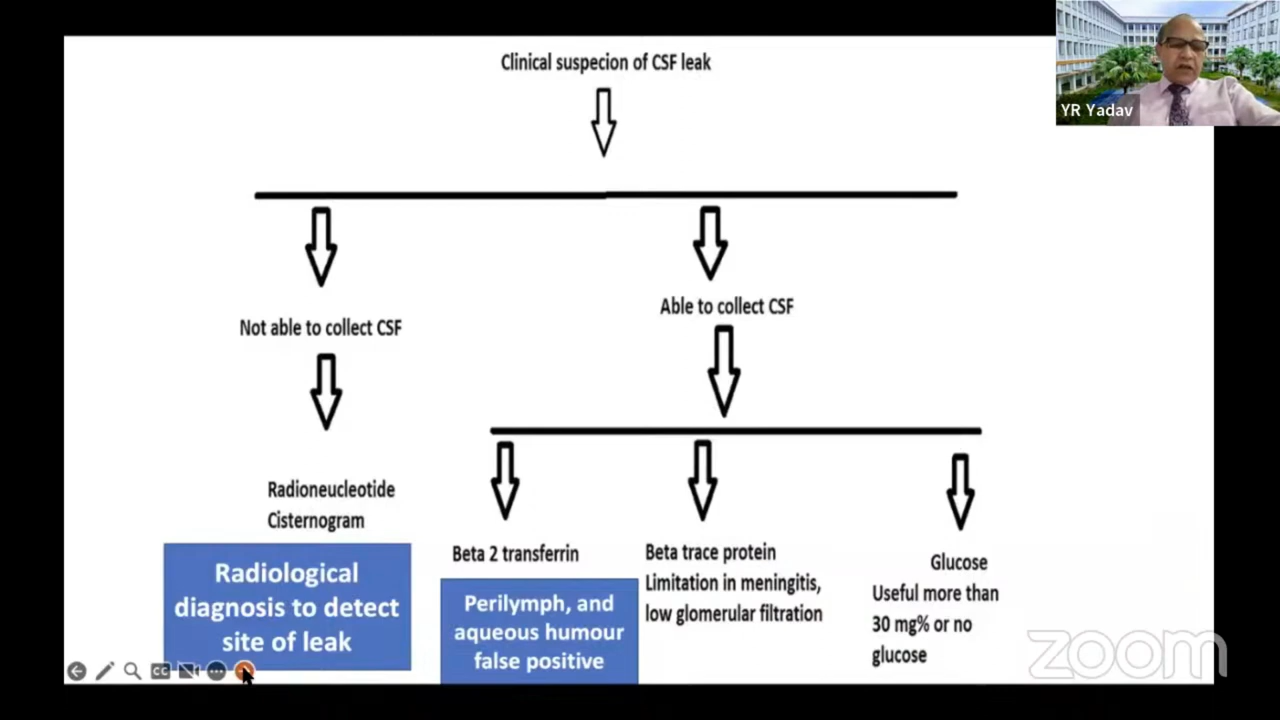 Clinical suspecion of CSF leak
YR Yadav
Not able to collect CSF
Able to collect CSF
Radioneucleotide
Cisternogram
Radiological
diagnosis to detect
site of leak
Beta 2 transferrin
Perilymph, and
aqueous humour
false positive
Beta trace protein
Limitation in meningitis,
low glomerular filtration
Glucose
Useful more than
30 mg% or no
glucose
CC
zoom